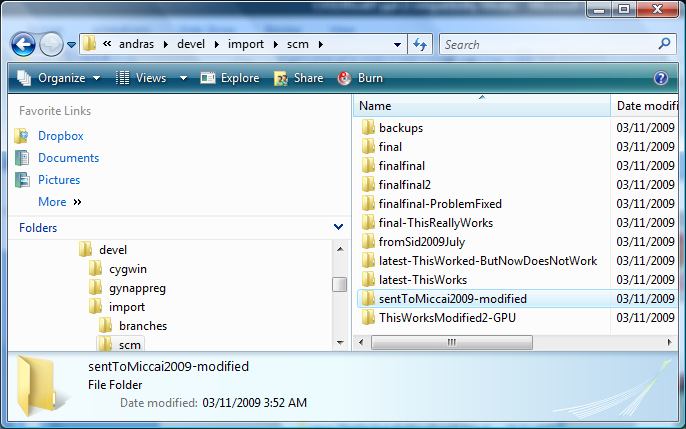 andras devel import scm Search
Organize Views Explore Share Burn
Favorite Links
Dropbox
Documents
Pictures
More
Folders
devel
cygwin
gynappreg
import
branches
scm
Name Date modifi
backups 03/11/2009
final 03/11/2009
finalfinal 03/11/2009
finalfinal2 03/11/2009
finalfinal-ProblemFixed 03/11/2009
final-ThisReallyWorks 03/11/2009
fromSid2009July 03/11/2009
latest-ThisWorked-ButNowDoesNotWork 03/11/2009
latest-ThisWorks 03/11/2009
sentToMiccai2009-modified 03/11/2009
ThisWorksModified2-GPU 03/11/2009
sentToMiccai2009-modified
File Folder
Date modified: 03/11/2009 3:52 AM